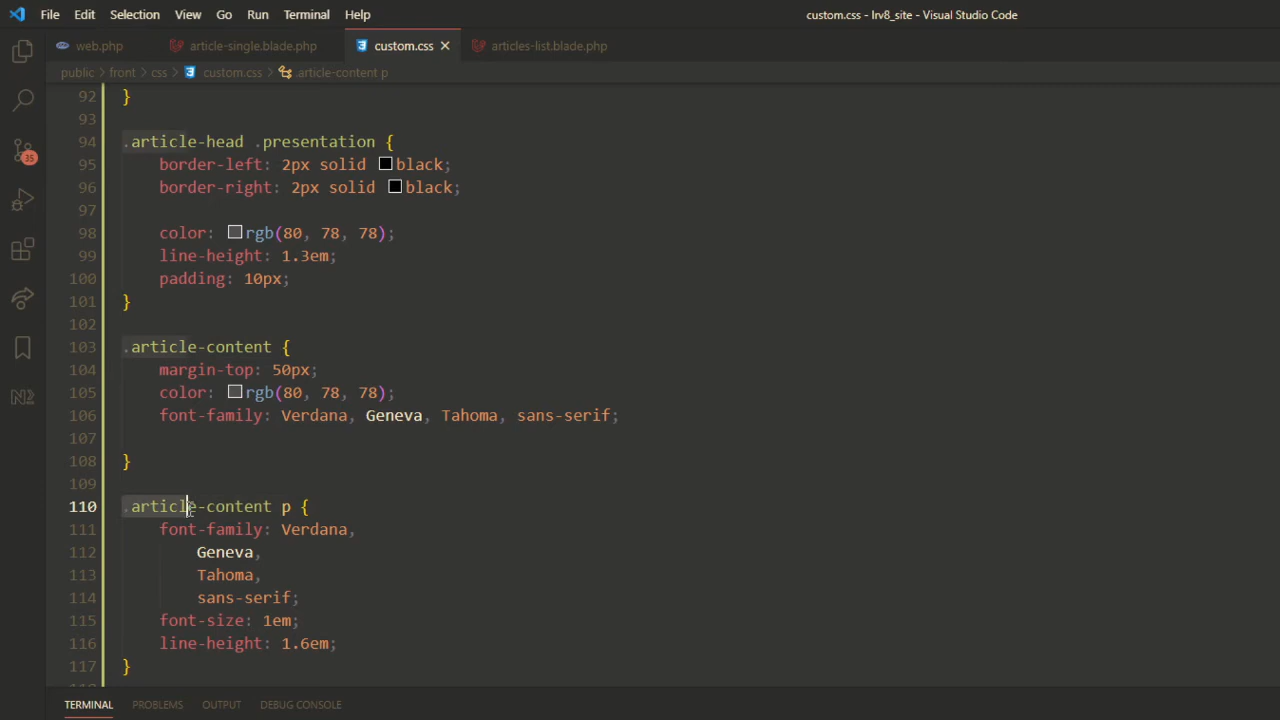 File Edit Selection View Go Run Terminal Help custom.css - lrv8_site - Visual Studio Code
web.php article-single.blade.php custom.css articles-list.blade.php
public > front > css > custom.css > .article-content p
92 }
93
94 .article-head .presentation {
95 border-left: 2px solid black;
96 border-right: 2px solid black;
97
98 color: rgb(80, 78, 78);
99 line-height: 1.3em;
100 padding: 10px;
101 }
102
103 .article-content {
104 margin-top: 50px;
105 color: rgb(80, 78, 78);
106 font-family: Verdana, Geneva, Tahoma, sans-serif;
107
108 }
109
110 .article-content p {
111 font-family: Verdana,
112 Geneva,
113 Tahoma,
114 sans-serif;
115 font-size: 1em;
116 line-height: 1.6em;
117 }
35
TERMINAL PROBLEMS OUTPUT DEBUG CONSOLE